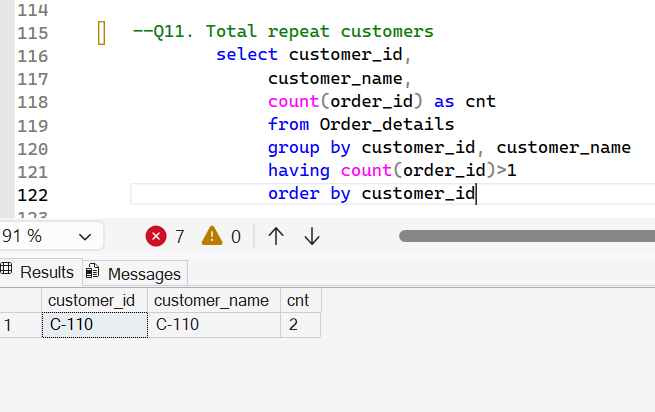 114
115 --Q11. Total repeat customers
116 select customer_id,
117 customer_name,
118 count(order_id) as cnt
119 from Order_details
120 group by customer_id, customer_name
121 having count(order_id)>1
122 order by customer_id
123
91 % 7 0
Results Messages
customer_id customer_name cnt
1 C-110 C-110 2